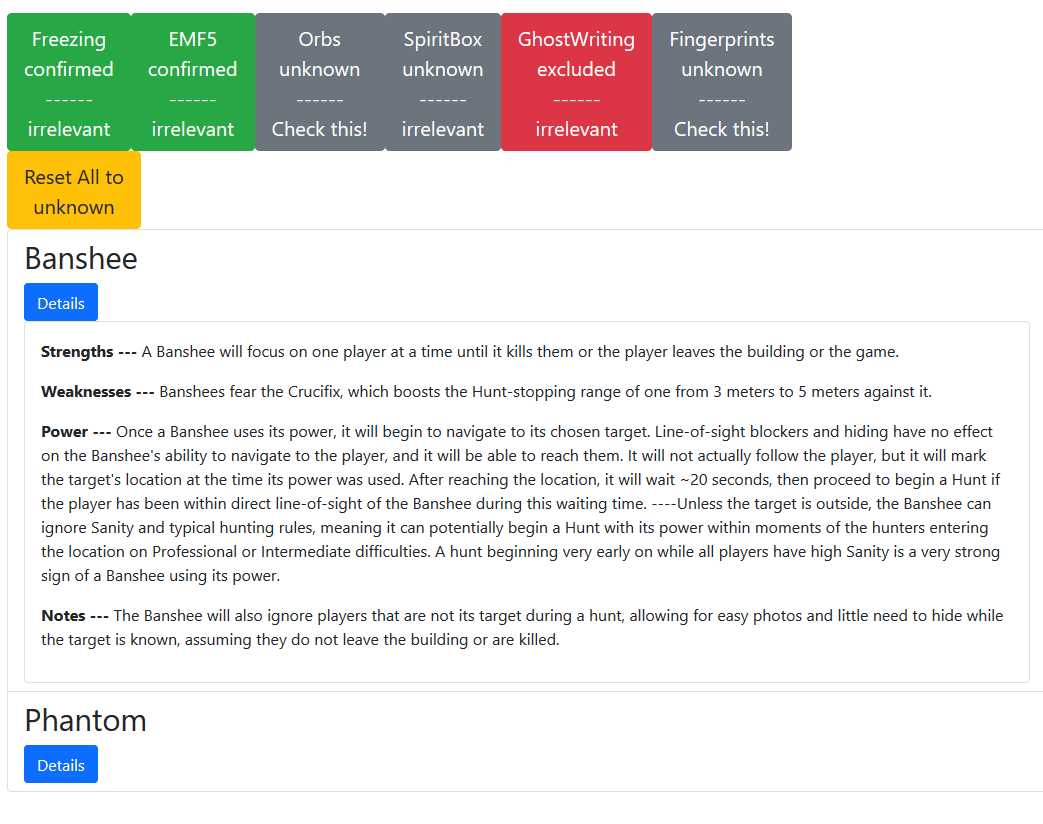 Freezing
confirmed
------
irrelevant
EMF5
confirmed
------
irrelevant
Orbs
unknown
------
Check this!
SpiritBox
unknown
------
irrelevant
GhostWriting
excluded
------
irrelevant
Fingerprints
unknown
------
Check this!
Reset All to
unknown
Banshee
Details
Strengths --- A Banshee will focus on one player at a time until it kills them or the player leaves the building or the game.
Weaknesses --- Banshees fear the Crucifix, which boosts the Hunt-stopping range of one from 3 meters to 5 meters against it.
Power --- Once a Banshee uses its power, it will begin to navigate to its chosen target. Line-of-sight blockers and hiding have no effect
on the Banshee's ability to navigate to the player, and it will be able to reach them. It will not actually follow the player, but it will mark
the target's location at the time its power was used. After reaching the location, it will wait ~20 seconds, then proceed to begin a Hunt if
the player has been within direct line-of-sight of the Banshee during this waiting time. ----Unless the target is outside, the Banshee can
ignore Sanity and typical hunting rules, meaning it can potentially begin a Hunt with its power within moments of the hunters entering
the location on Professional or Intermediate difficulties. A hunt beginning very early on while all players have high Sanity is a very strong
sign of a Banshee using its power.
Notes --- The Banshee will also ignore players that are not its target during a hunt, allowing for easy photos and little need to hide while
the target is known, assuming they do not leave the building or are killed.
Phantom
Details